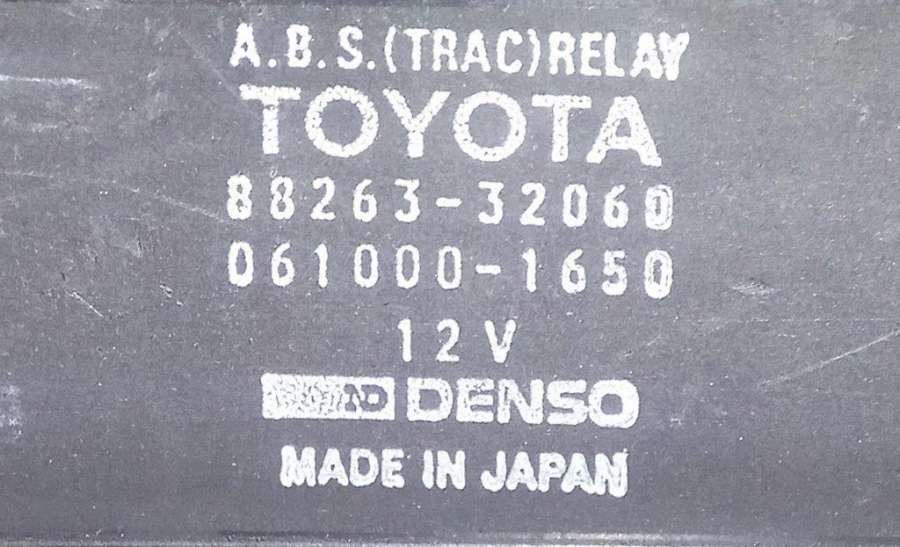 A.B.S.(TRAC)RELAY
TOYOTA
88263-32060
061000-1650
12V
DENSO
MADE IN JAPAN